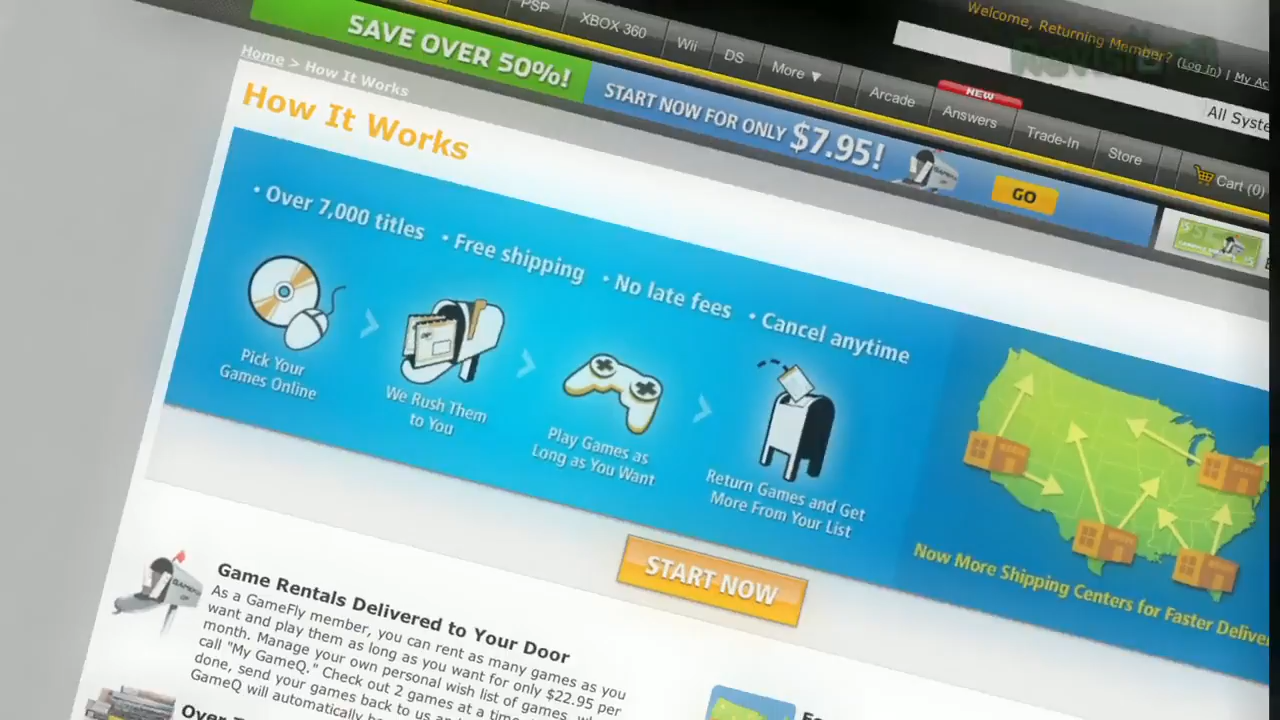 PSP
XBOX 360
Wii
DS
More ▼
Arcade
NEW
Answers
Trade-In
Store
Cart (0)
Welcome, Returning Member? (Log In) | My Ac
All Syste
SAVE OVER 50%!
START NOW FOR ONLY $7.95!
GO
Home > How It Works
How It Works
• Over 7,000 titles • Free shipping • No late fees • Cancel anytime
Pick Your
Games Online
We Rush Them
to You
Play Games as
Long as You Want
Return Games and Get
More From Your List
Now More Shipping Centers for Faster Delive
START NOW
Game Rentals Delivered to Your Door
As a GameFly member, you can rent as many games as you
want and play them as long as you want for only $22.95 per
month. Manage your own personal wish list of games, wh
call "My GameQ." Check out 2 games at a time
done, send your games back to us an
GameQ will automatically
Over